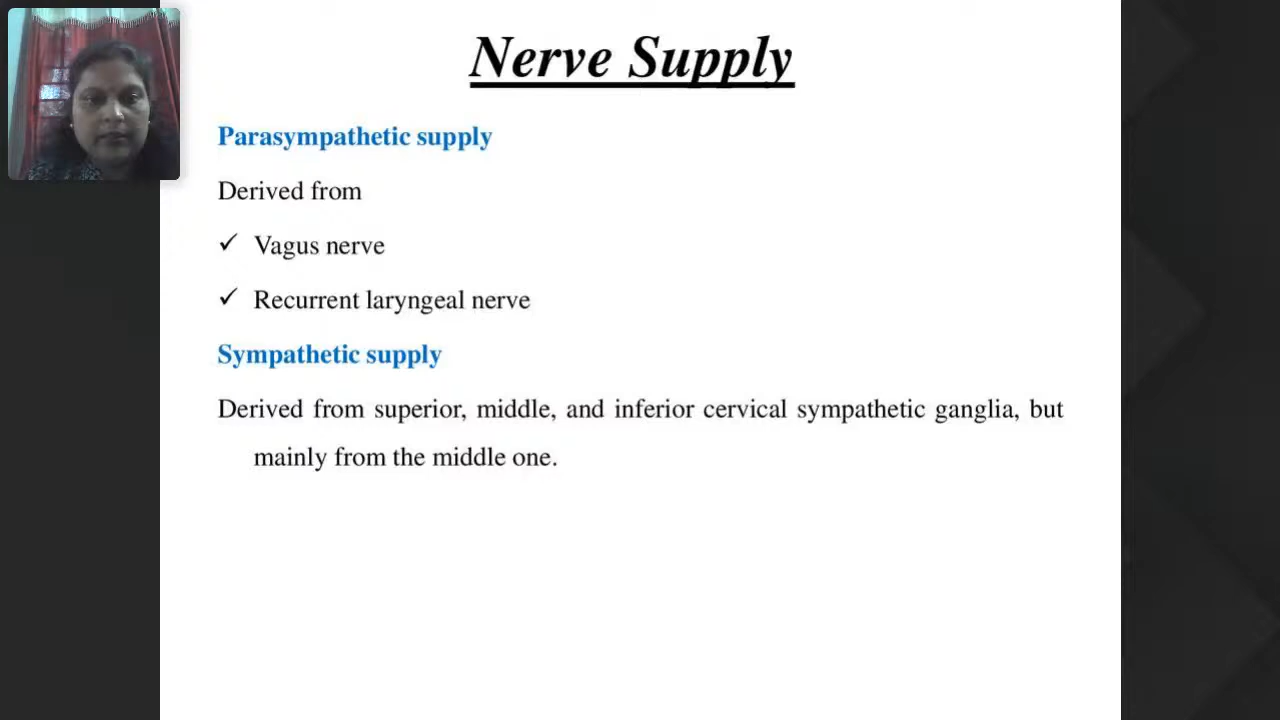 Nerve Supply
Parasympathetic supply
Derived from
✓ Vagus nerve
✓ Recurrent laryngeal nerve
Sympathetic supply
Derived from superior, middle, and inferior cervical sympathetic ganglia, but
mainly from the middle one.